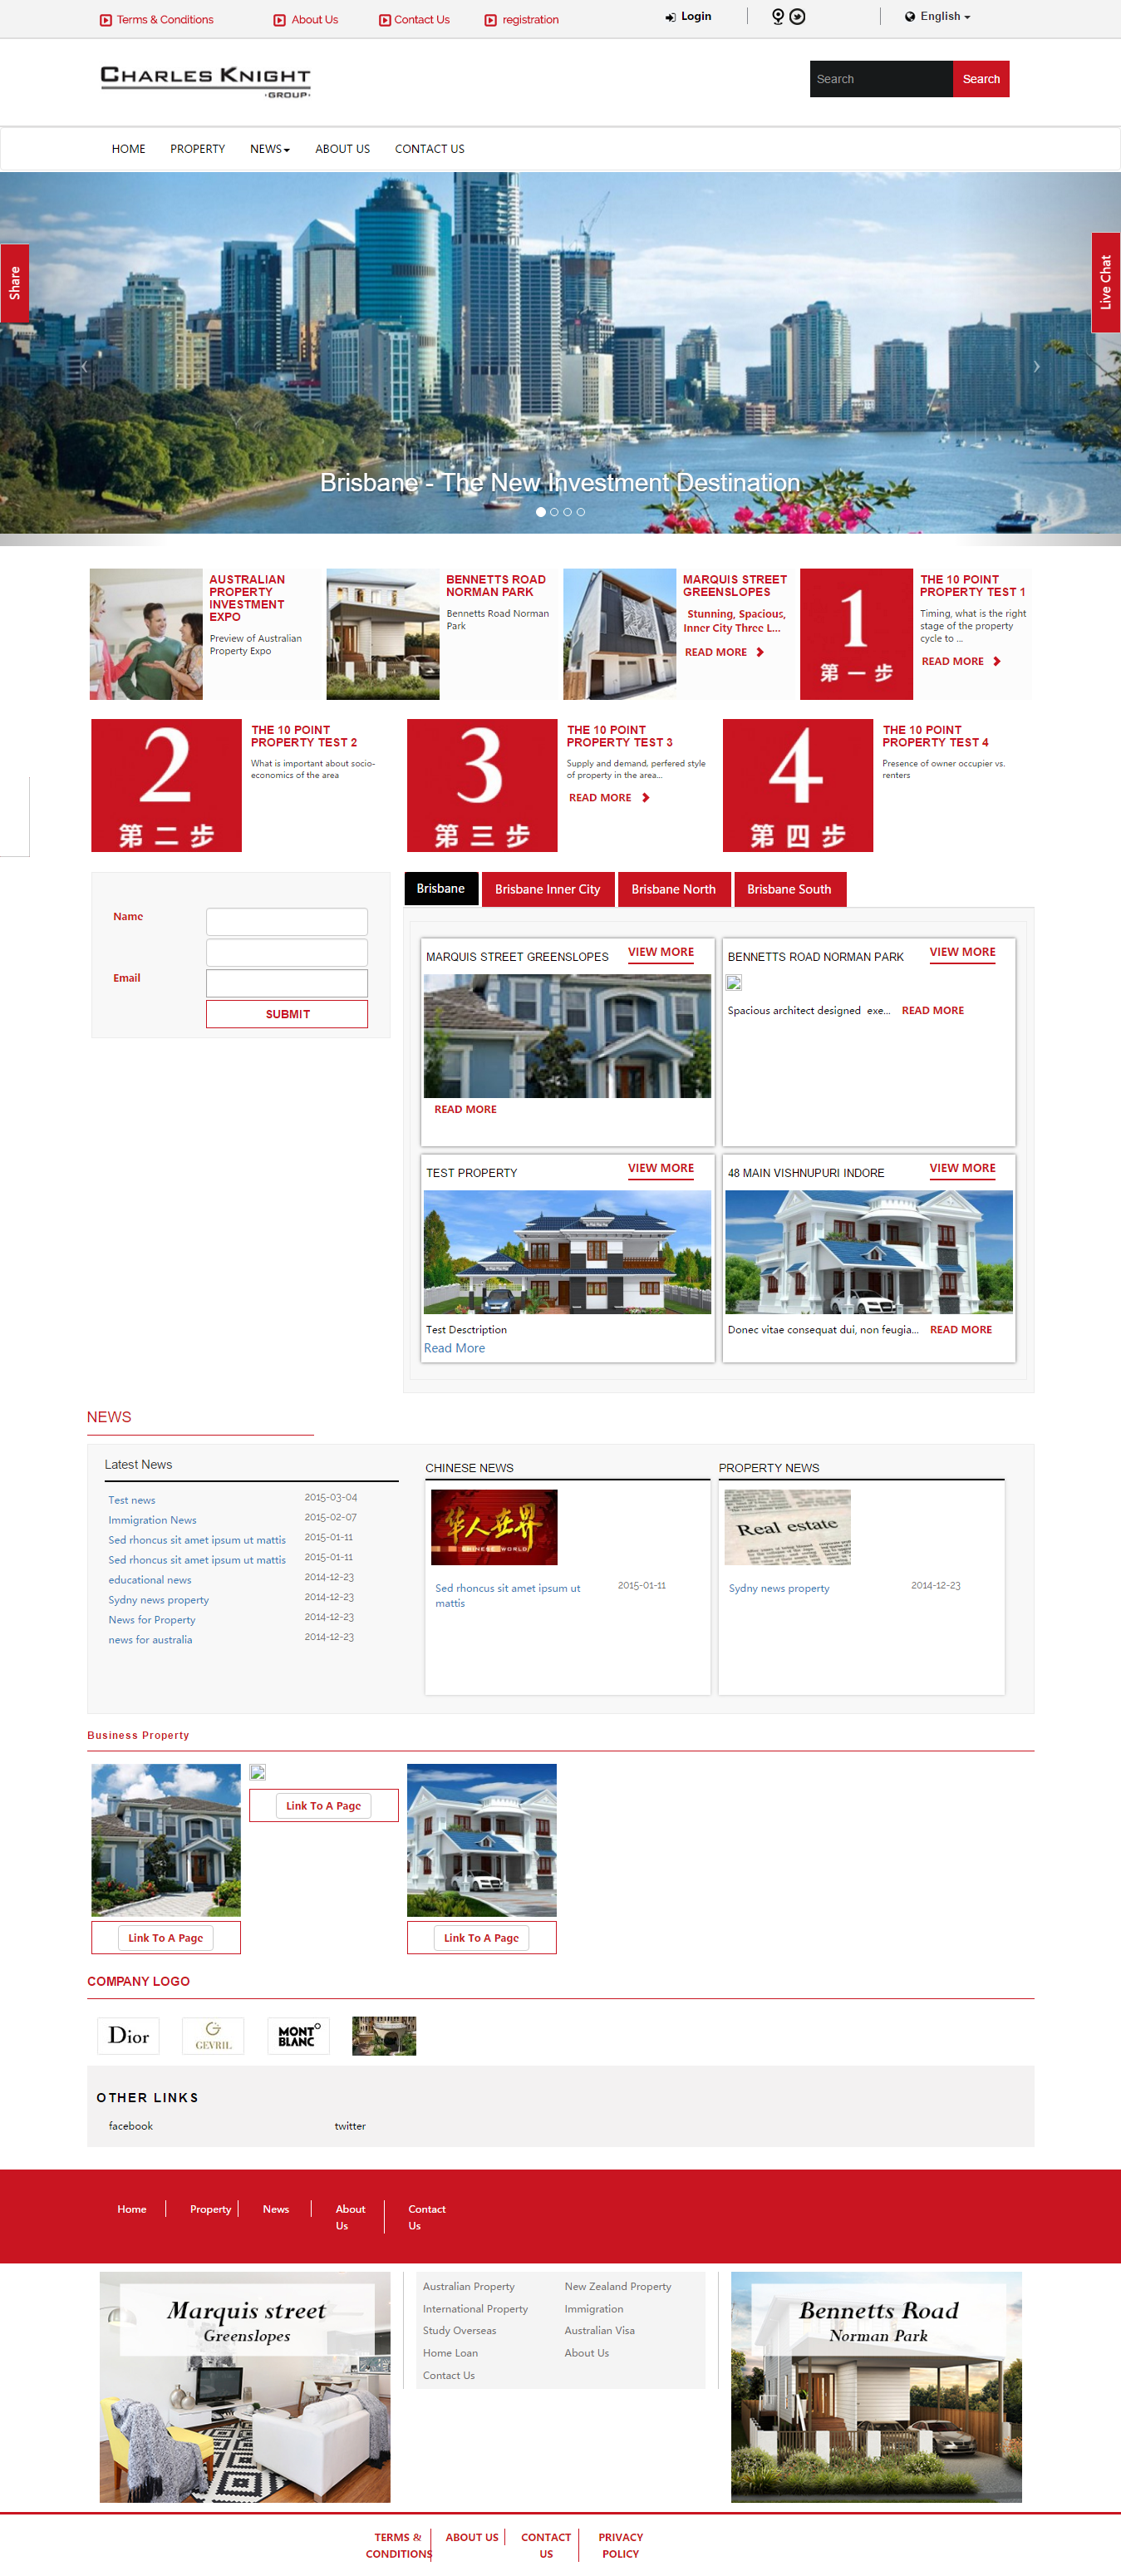 Terms & Conditions
About Us
Contact Us
registration
Login
English
CHARLES KNIGHT
·GROUP·
Search
Search
HOME
PROPERTY
NEWS
ABOUT US
CONTACT US
Share
Live Chat
Brisbane - The New Investment Destination
AUSTRALIAN
PROPERTY
INVESTMENT
EXPO
Preview of Australian
Property Expo
BENNETTS ROAD
NORMAN PARK
Bennetts Road Norman
Park
MARQUIS STREET
GREENSLOPES
Stunning, Spacious,
Inner City Three L...
READ MORE
1
第一步
THE 10 POINT
PROPERTY TEST 1
Timing, what is the right
stage of the property
cycle to ...
READ MORE
2
第二步
THE 10 POINT
PROPERTY TEST 2
What is important about socio-
economics of the area
3
第三步
THE 10 POINT
PROPERTY TEST 3
Supply and demand, perfered style
of property in the area...
READ MORE
4
第四步
THE 10 POINT
PROPERTY TEST 4
Presence of owner occupier vs.
renters
Name
Email
SUBMIT
Brisbane
Brisbane Inner City
Brisbane North
Brisbane South
MARQUIS STREET GREENSLOPES
VIEW MORE
READ MORE
BENNETTS ROAD NORMAN PARK
VIEW MORE
Spacious architect designed exe...
READ MORE
TEST PROPERTY
VIEW MORE
Test Desctription
Read More
48 MAIN VISHNUPURI INDORE
VIEW MORE
Donec vitae consequat dui, non feugia...
READ MORE
NEWS
Latest News
Test news 2015-03-04
Immigration News 2015-02-07
Sed rhoncus sit amet ipsum ut mattis 2015-01-11
Sed rhoncus sit amet ipsum ut mattis 2015-01-11
educational news 2014-12-23
Sydny news property 2014-12-23
News for Property 2014-12-23
news for australia 2014-12-23
CHINESE NEWS
华人世界
CHINESE WORLD
Sed rhoncus sit amet ipsum ut 2015-01-11
mattis
PROPERTY NEWS
Real estate
Sydny news property 2014-12-23
Business Property
Link To A Page
Link To A Page
Link To A Page
COMPANY LOGO
Dior
GEVRIL
MONT
BLANC
OTHER LINKS
facebook
twitter
Home
Property
News
About
Us
Contact
Us
Marquis street
Greenslopes
Australian Property
New Zealand Property
International Property
Immigration
Study Overseas
Australian Visa
Home Loan
About Us
Contact Us
Bennetts Road
Norman Park
TERMS &
CONDITIONS
ABOUT US
CONTACT
US
PRIVACY
POLICY